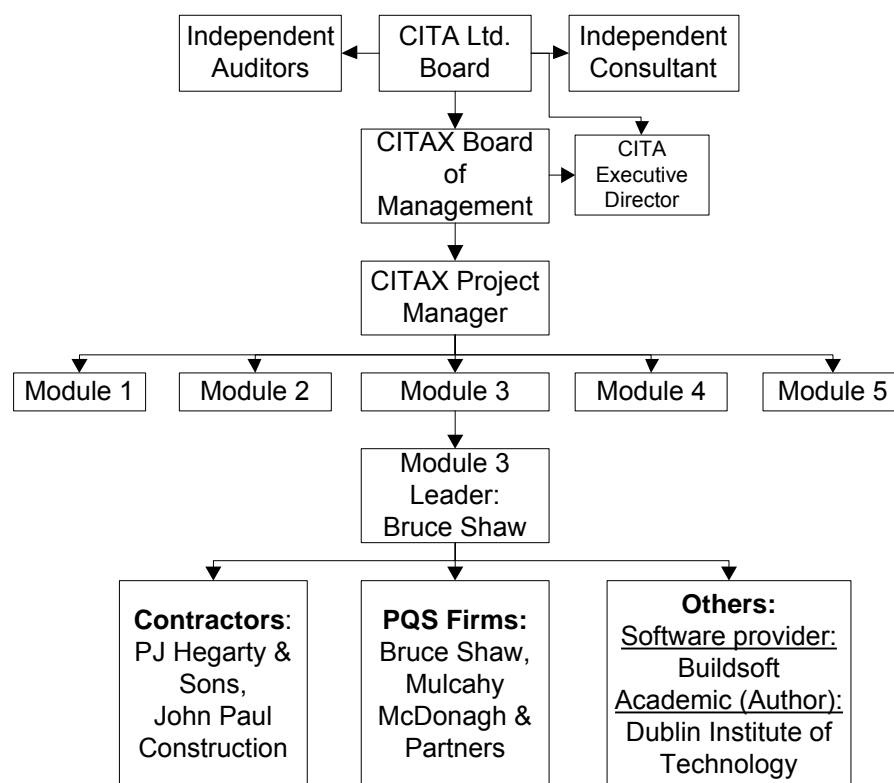 Independent
Auditors
CITA Ltd.
Board
Independent
Consultant
CITAX Board
of
Management
CITA
Executive
Director
CITAX Project
Manager
Module 1
Module 2
Module 3
Module 4
Module 5
Module 3
Leader:
Bruce Shaw
Contractors:
PJ Hegarty &
Sons,
John Paul
Construction
PQS Firms:
Bruce Shaw,
Mulcahy
McDonagh &
Partners
Others:
Software provider:
Buildsoft
Academic (Author):
Dublin Institute of
Technology